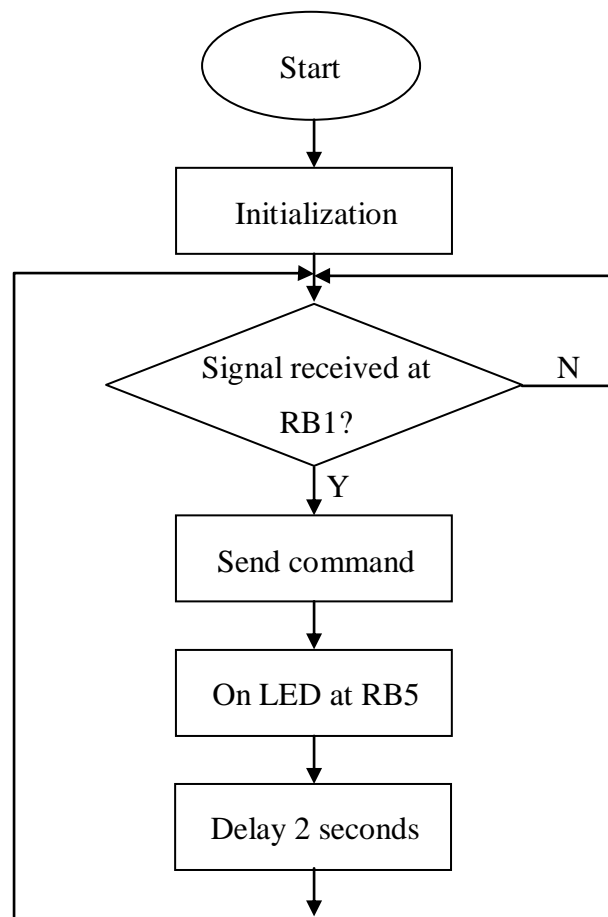 Start
Initialization
Signal received at
RB1?
N
Y
Send command
On LED at RB5
Delay 2 seconds